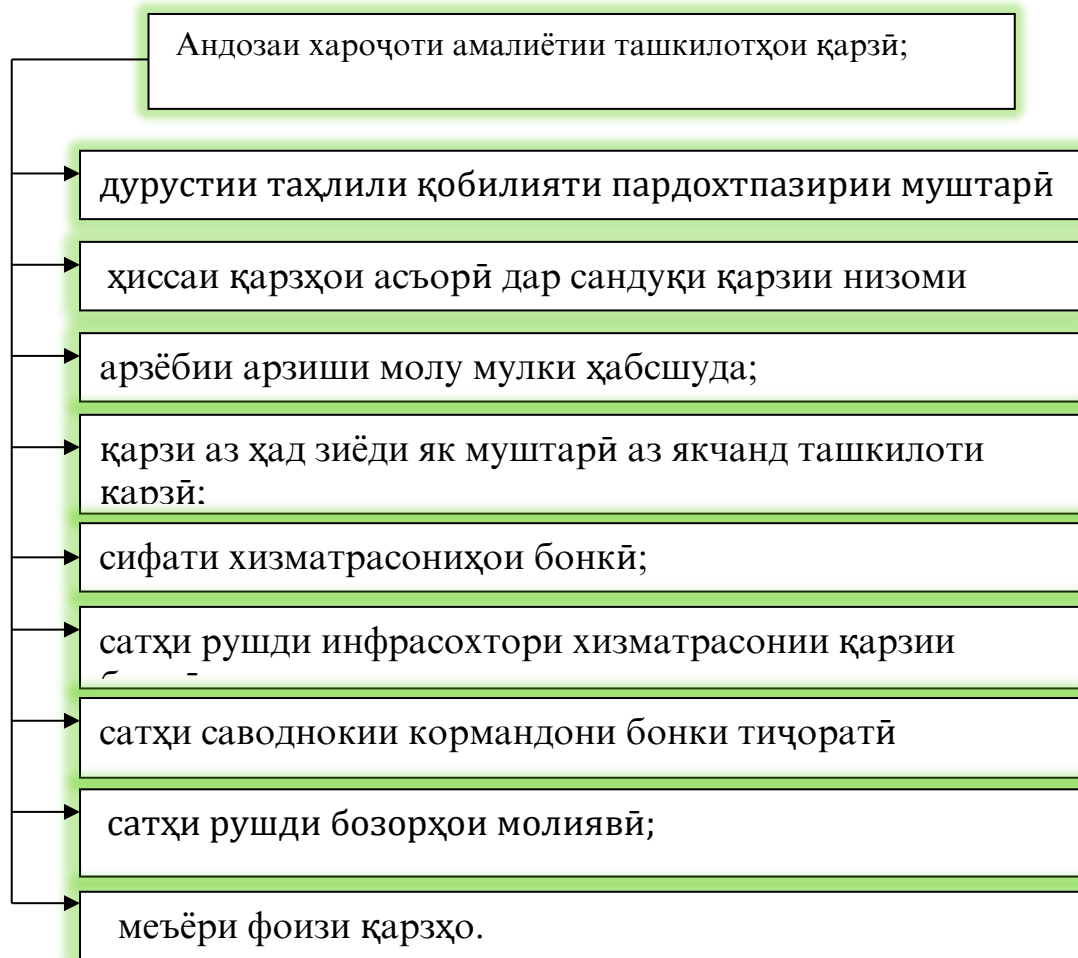 Андозаи хароҷоти амалиётии ташкилотҳои қарзӣ;
дурустии таҳлили қобилияти пардохтпазирии муштарӣ
ҳиссаи қарзҳои асъорӣ дар сандуқи қарзии низоми
арзёбии арзиши молу мулки ҳабсшуда;
қарзи аз ҳад зиёди як муштарӣ аз якчанд ташкилоти
қарзӣ;
сифати хизматрасониҳои бонкӣ;
сатҳи рушди инфрасохтори хизматрасонии қарзии
сатҳи саводнокии кормандони бонки тиҷоратӣ
сатҳи рушди бозорҳои молиявӣ;
меъёри фоизи қарзҳо.